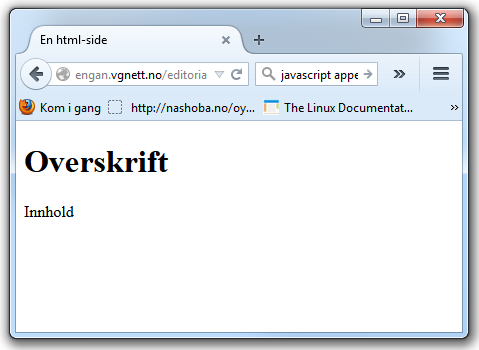 En html-side
engan.vgnett.no/editoria
javascript appe
Kom i gang
http://nashoba.no/oy...
The Linux Documentat...
Overskrift
Innhold